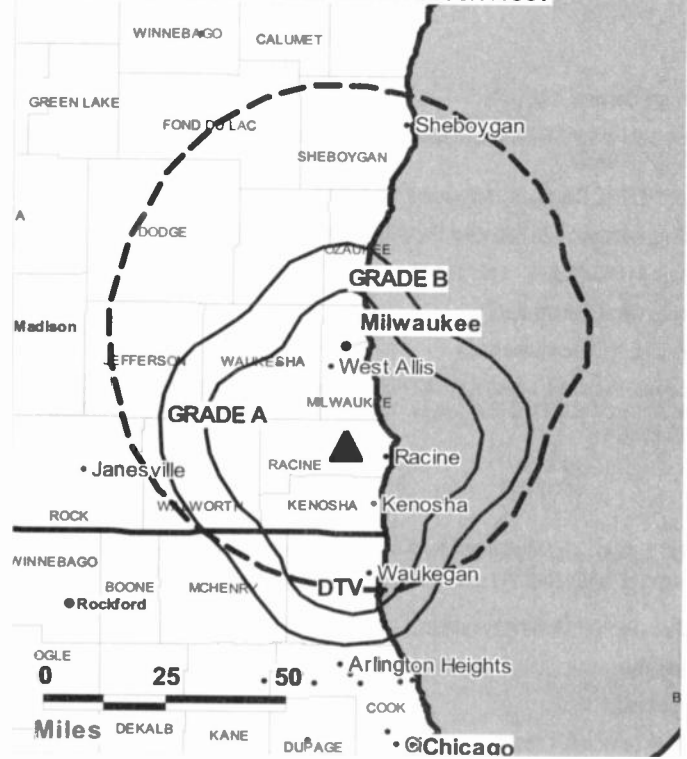 WINNEBAGO
CALUMET
GREEN LAKE
FOND DU LAC
Sheboygan
SHEBOYGAN
A
DODGE
OZAUKEE
GRADE B
Madison
Milwaukee
JEFFERSON
WAUKESHA
West Allis
GRADE A
MILWAUKEE
Janesville
RACINE
Racine
WALWORTH
KENOSHA
Kenosha
ROCK
WINNEBAGO
BOONE
MCHENRY
DTV
Waukegan
Rockford
OGLE
Arlington Heights
0 25 50
Miles
COOK
B
DEKALB
KANE
DUPAGE
Chicago